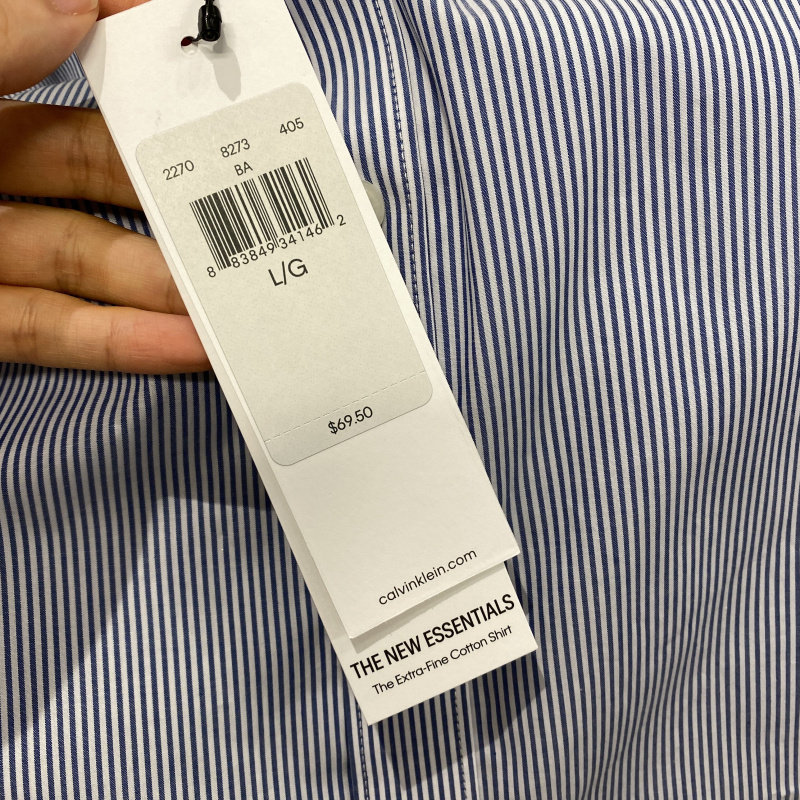 2270 8273 405
BA
8 83849 34146 2
L/G
$69.50
calvinklein.com
THE NEW ESSENTIALS
The Extra-Fine Cotton Shirt